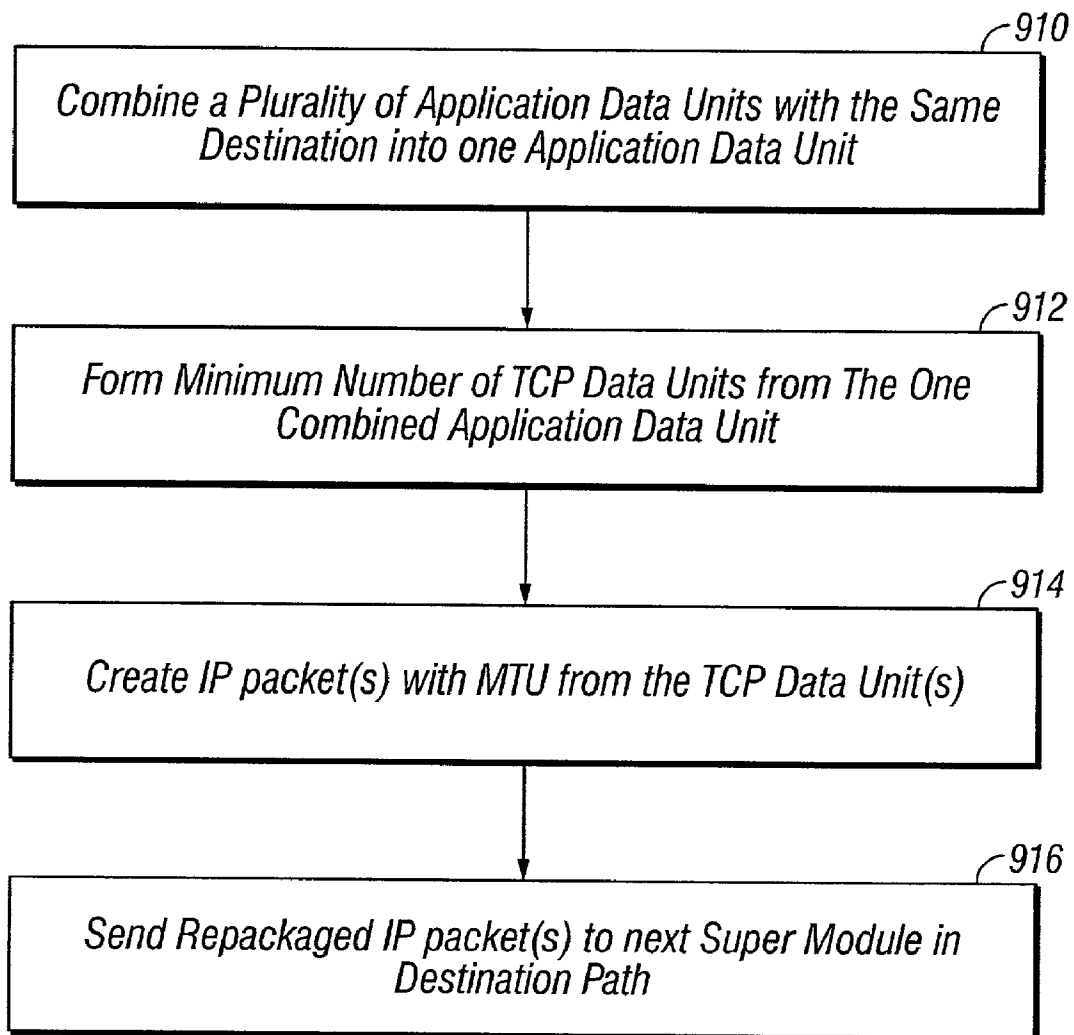 910
Combine a Plurality of Application Data Units with the Same
Destination into one Application Data Unit
912
Form Minimum Number of TCP Data Units from The One
Combined Application Data Unit
914
Create IP packet(s) with MTU from the TCP Data Unit(s)
916
Send Repackaged IP packet(s) to next Super Module in
Destination Path